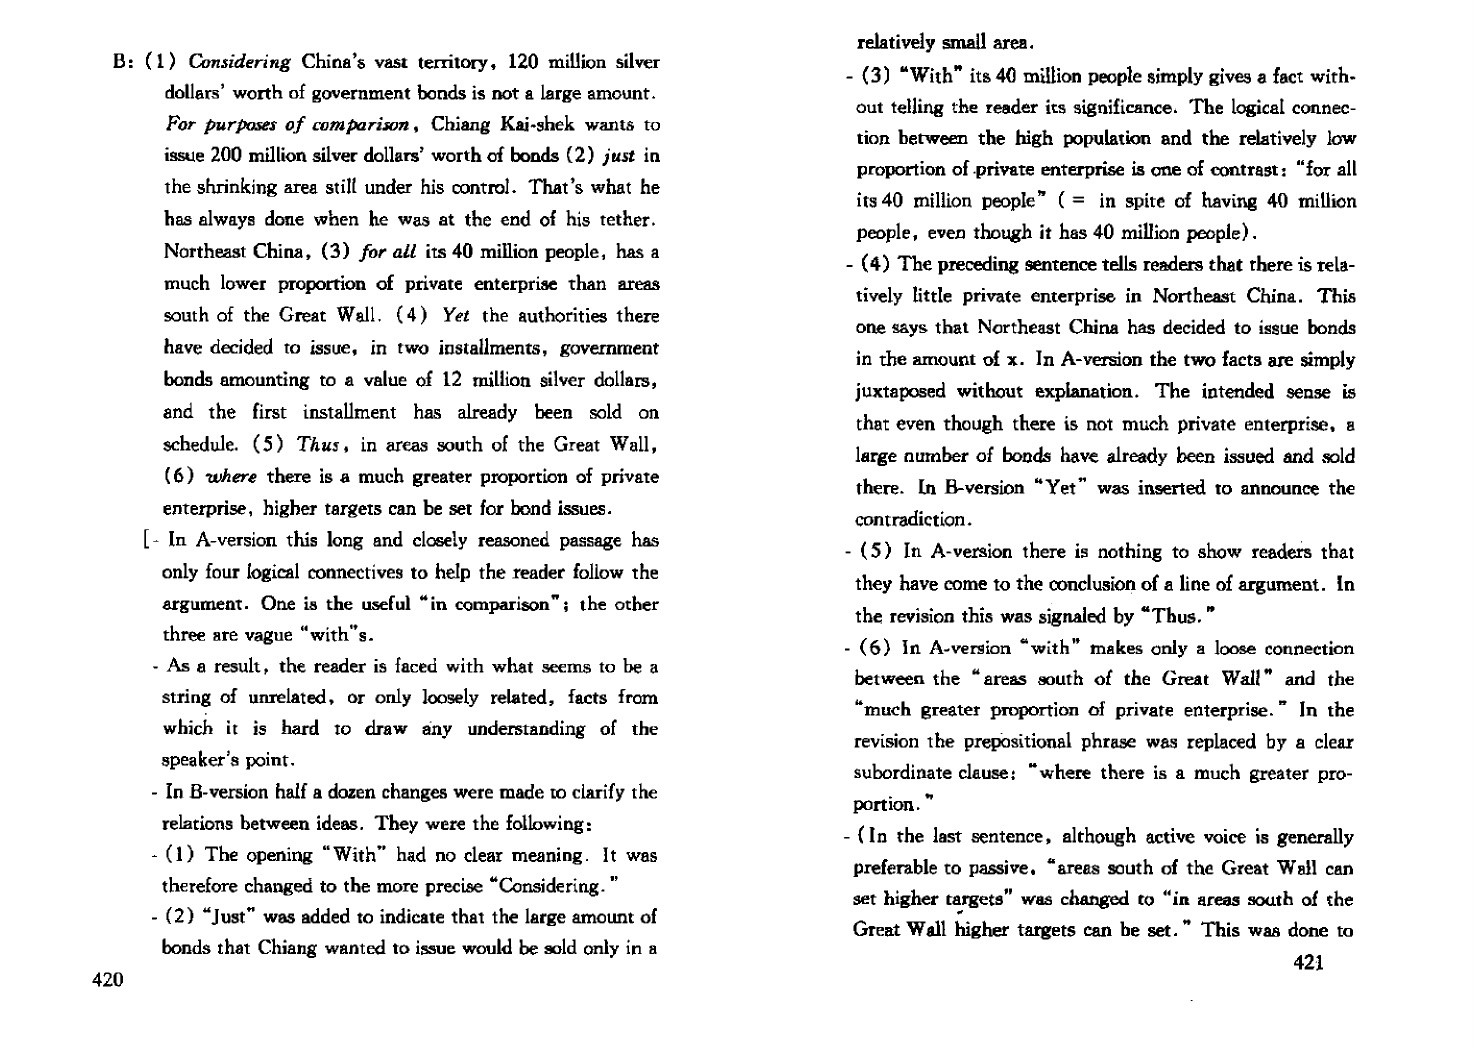 B: (1) Considering China's vast territory, 120 million silver
dollars' worth of government bonds is not a large amount.
For purposes of comparison, Chiang Kai-shek wants to
issue 200 million silver dollars' worth of bonds (2) just in
the shrinking area still under his control. That's what he
has always done when he was at the end of his tether.
Northeast China, (3) for all its 40 million people, has a
much lower proportion of private enterprise than areas
south of the Great Wall. (4) Yet the authorities there
have decided to issue, in two installments, government
bonds amounting to a value of 12 million silver dollars,
and the first installment has already been sold on
schedule. (5) Thus, in areas south of the Great Wall,
(6) where there is a much greater proportion of private
enterprise, higher targets can be set for bond issues.
[- In A-version this long and closely reasoned passage has
only four logical connectives to help the reader follow the
argument. One is the useful "in comparison"; the other
three are vague "with"s.
- As a result, the reader is faced with what seems to be a
string of unrelated, or only loosely related, facts from
which it is hard to draw any understanding of the
speaker's point.
- In B-version half a dozen changes were made to clarify the
relations between ideas. They were the following:
- (1) The opening "With" had no clear meaning. It was
therefore changed to the more precise "Considering."
- (2) "Just" was added to indicate that the large amount of
bonds that Chiang wanted to issue would be sold only in a
420
relatively small area.
- (3) "With" its 40 million people simply gives a fact with-
out telling the reader its significance. The logical connec-
tion between the high population and the relatively low
proportion of private enterprise is one of contrast: "for all
its 40 million people" ( = in spite of having 40 million
people, even though it has 40 million people).
- (4) The preceding sentence tells readers that there is rela-
tively little private enterprise in Northeast China. This
one says that Northeast China has decided to issue bonds
in the amount of x. In A-version the two facts are simply
juxtaposed without explanation. The intended sense is
that even though there is not much private enterprise, a
large number of bonds have already been issued and sold
there. In B-version "Yet" was inserted to announce the
contradiction.
- (5) In A-version there is nothing to show readers that
they have come to the conclusion of a line of argument. In
the revision this was signaled by "Thus."
- (6) In A-version "with" makes only a loose connection
between the "areas south of the Great Wall" and the
"much greater proportion of private enterprise." In the
revision the prepositional phrase was replaced by a clear
subordinate clause: "where there is a much greater pro-
portion."
- (In the last sentence, although active voice is generally
preferable to passive, "areas south of the Great Wall can
set higher targets" was changed to "in areas south of the
Great Wall higher targets can be set." This was done to
421